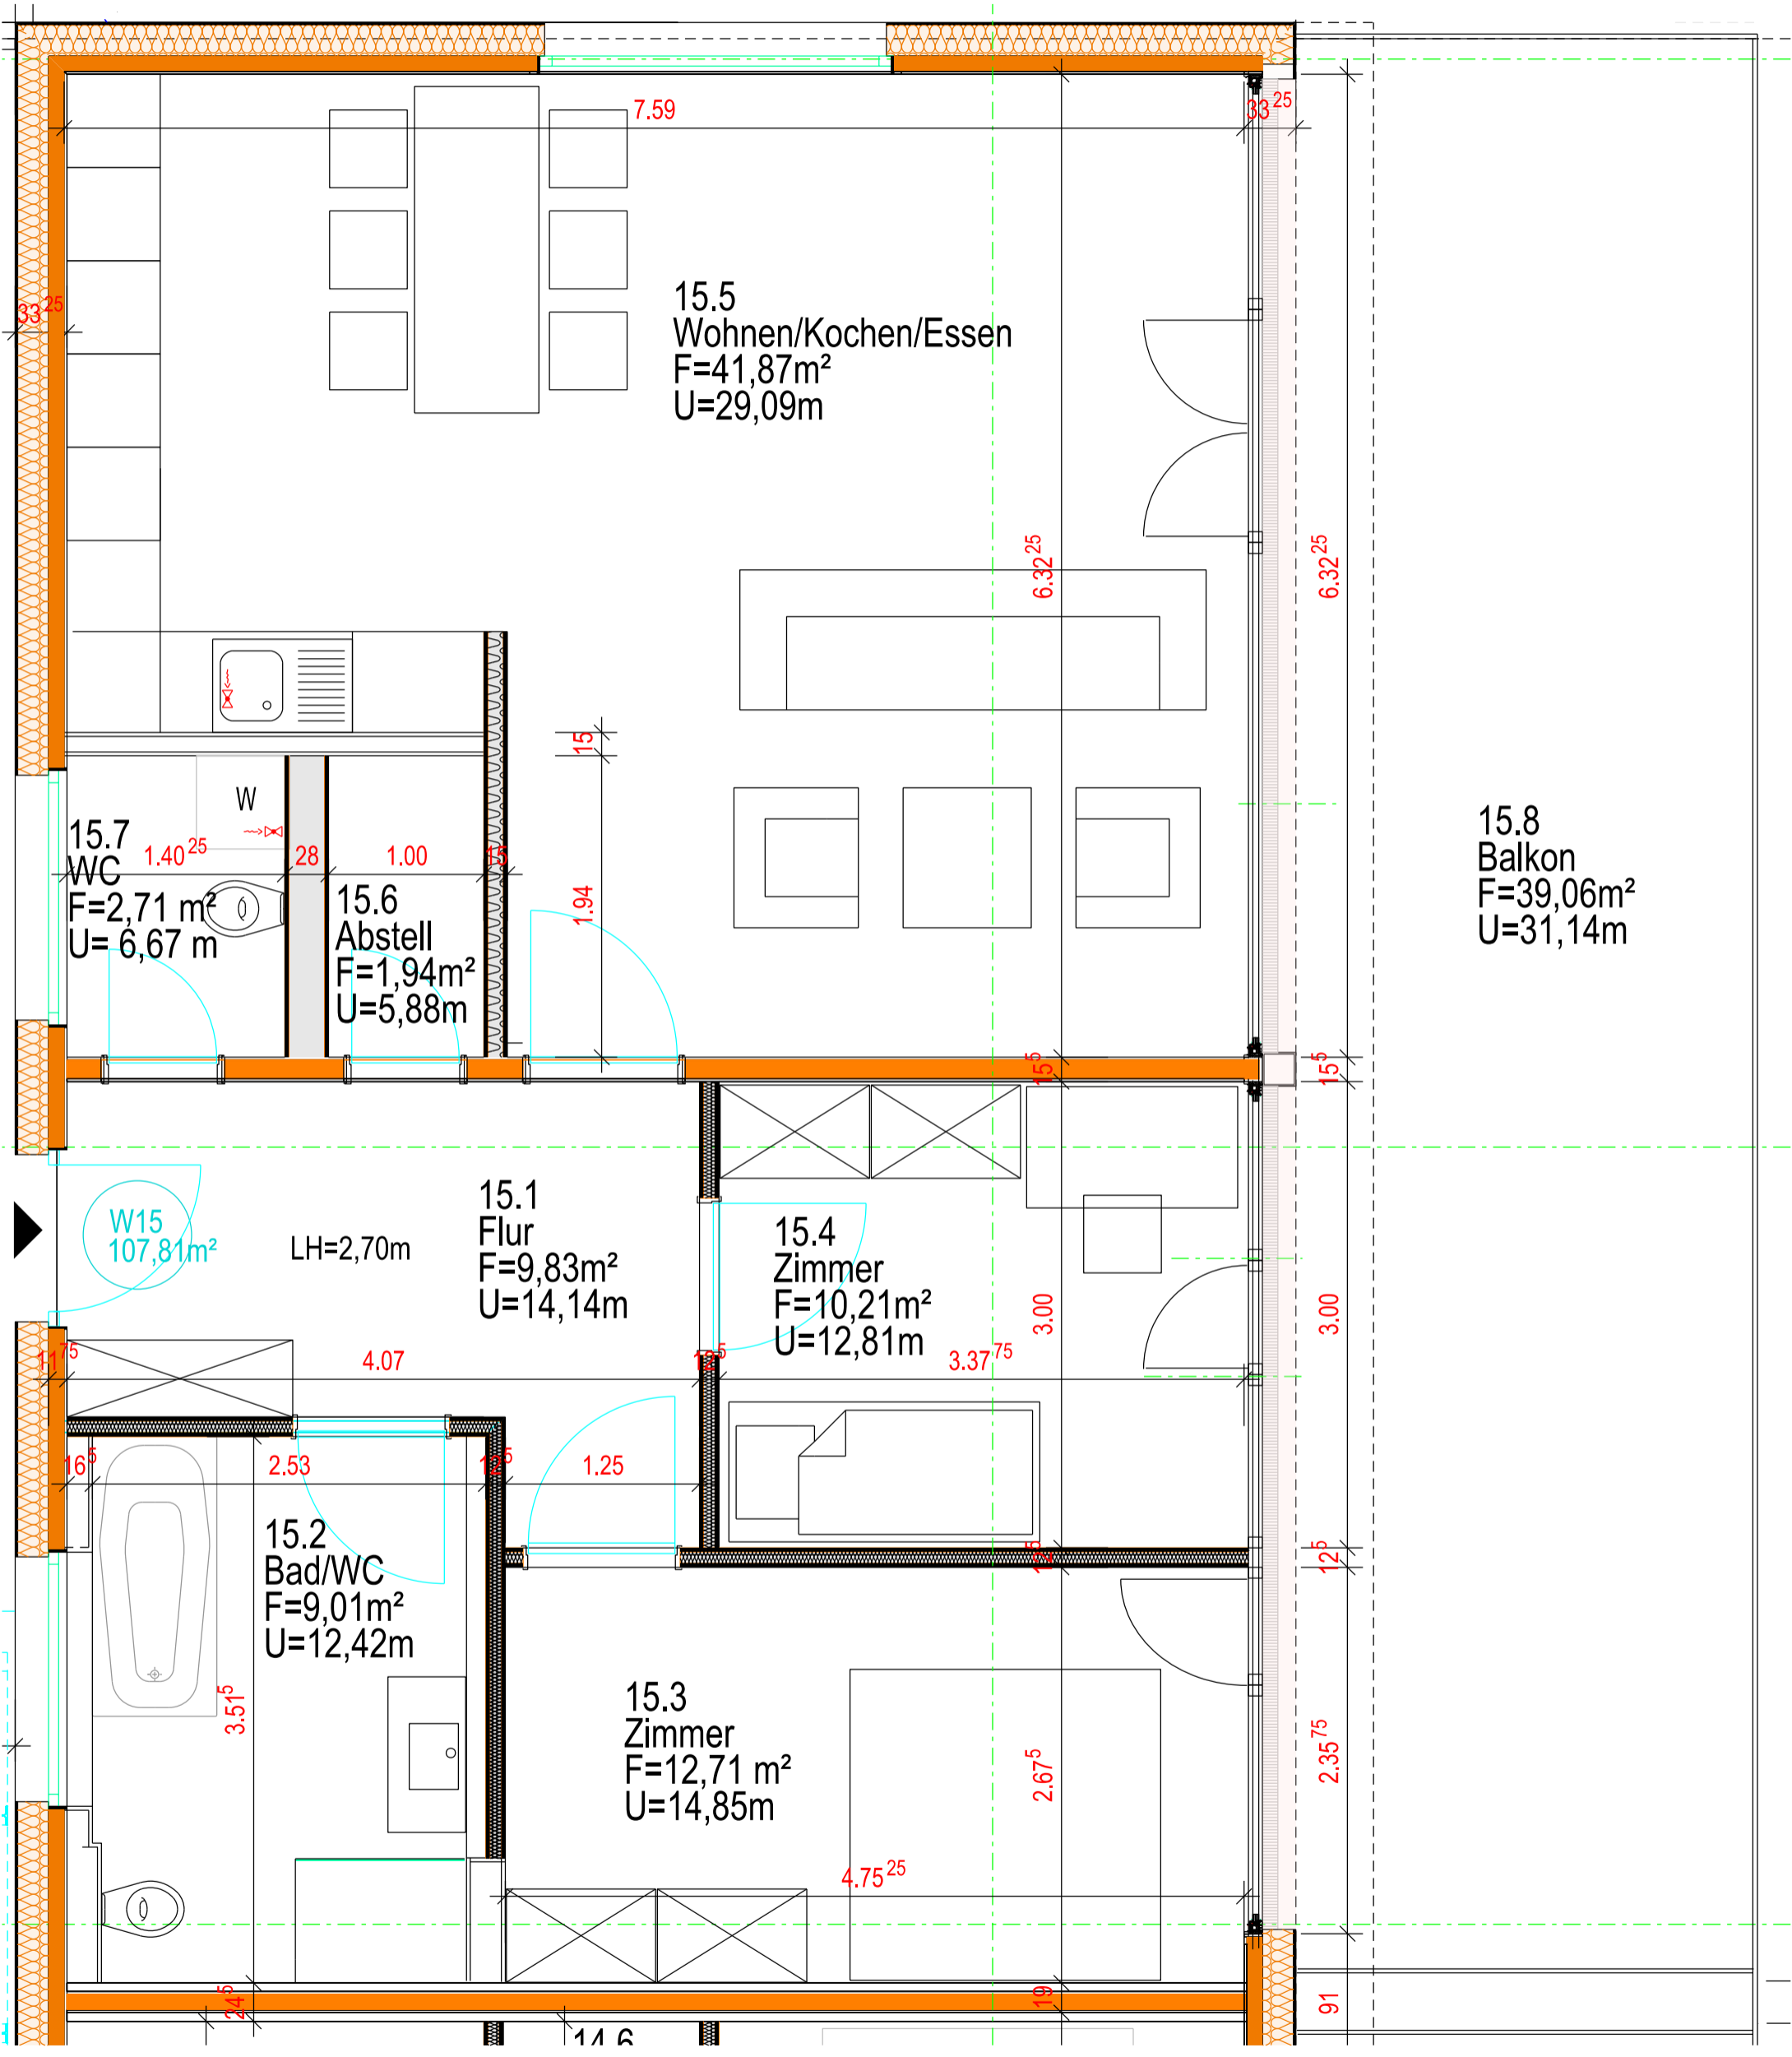 7.59
33 25
33 25
15.5
Wohnen/Kochen/Essen
F=41,87m²
U=29,09m
6.32 25
6.32 25
15
W
15.7
WC
F=2,71 m²
U= 6,67 m
1.40 25
28
1.00
15
15.6
Abstell
F=1,94m²
U=5,88m
1.94
15.8
Balkon
F=39,06m²
U=31,14m
15 5
15 5
W15
107,81m²
LH=2,70m
15.1
Flur
F=9,83m²
U=14,14m
15.4
Zimmer
F=10,21m²
U=12,81m
3.00
3.00
11 75
4.07
12 5
3.37 75
16 5
2.53
12 5
1.25
15.2
Bad/WC
F=9,01m²
U=12,42m
12 5
12 5
3.51 5
15.3
Zimmer
F=12,71 m²
U=14,85m
2.67 5
2.35 75
4.75 25
24 5
19
91
14.6